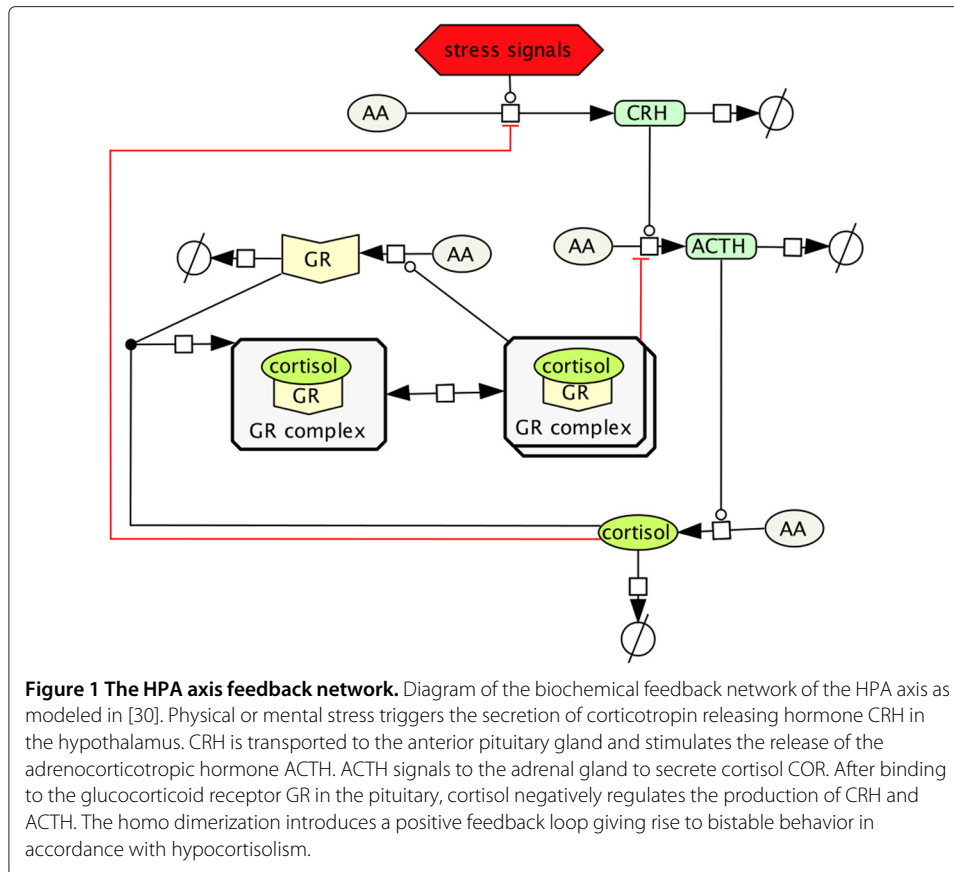 stress signals
AA
CRH
AA
ACTH
GR
AA
cortisol
GR
GR complex
cortisol
GR
GR complex
cortisol
AA
Figure 1 The HPA axis feedback network. Diagram of the biochemical feedback network of the HPA axis as
modeled in [30]. Physical or mental stress triggers the secretion of corticotropin releasing hormone CRH in
the hypothalamus. CRH is transported to the anterior pituitary gland and stimulates the release of the
adrenocorticotropic hormone ACTH. ACTH signals to the adrenal gland to secrete cortisol COR. After binding
to the glucocorticoid receptor GR in the pituitary, cortisol negatively regulates the production of CRH and
ACTH. The homo dimerization introduces a positive feedback loop giving rise to bistable behavior in
accordance with hypocortisolism.